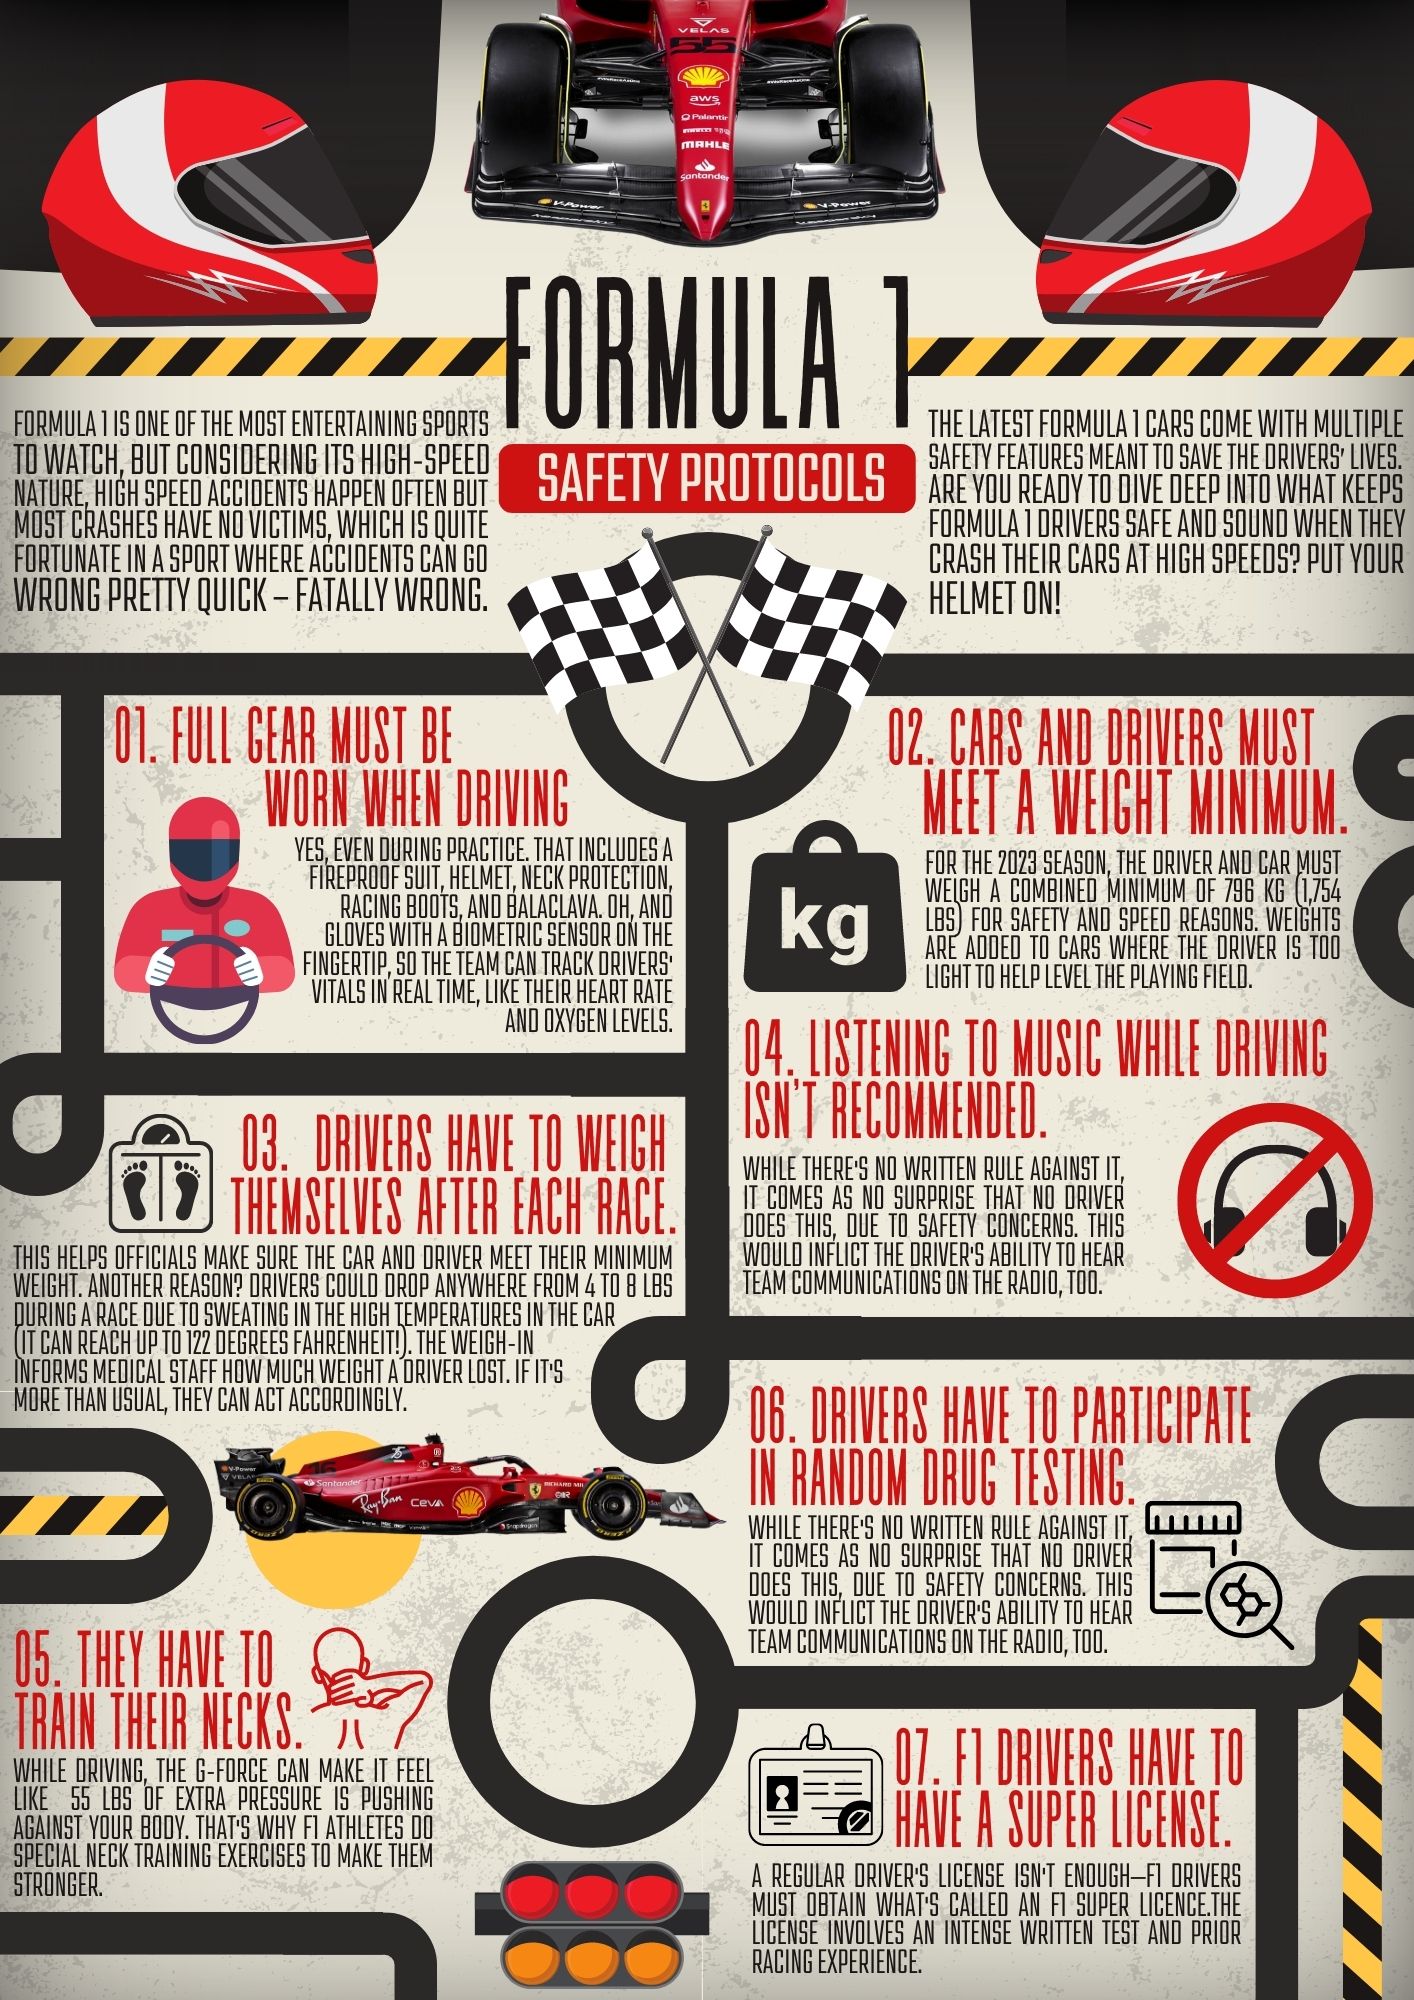 VELAS
55
aws
Palantir
MAHLE
Santander
V-Power
V-Power
FORMULA 1
SAFETY PROTOCOLS
FORMULA 1 IS ONE OF THE MOST ENTERTAINING SPORTS
TO WATCH, BUT CONSIDERING ITS HIGH-SPEED
NATURE, HIGH SPEED ACCIDENTS HAPPEN OFTEN BUT
MOST CRASHES HAVE NO VICTIMS, WHICH IS QUITE
FORTUNATE IN A SPORT WHERE ACCIDENTS CAN GO
WRONG PRETTY QUICK – FATALLY WRONG.
THE LATEST FORMULA 1 CARS COME WITH MULTIPLE
SAFETY FEATURES MEANT TO SAVE THE DRIVERS' LIVES.
ARE YOU READY TO DIVE DEEP INTO WHAT KEEPS
FORMULA 1 DRIVERS SAFE AND SOUND WHEN THEY
CRASH THEIR CARS AT HIGH SPEEDS? PUT YOUR
HELMET ON!
01. FULL GEAR MUST BE
WORN WHEN DRIVING
YES, EVEN DURING PRACTICE. THAT INCLUDES A
FIREPROOF SUIT, HELMET, NECK PROTECTION,
RACING BOOTS, AND BALACLAVA. OH, AND
GLOVES WITH A BIOMETRIC SENSOR ON THE
FINGERTIP, SO THE TEAM CAN TRACK DRIVERS'
VITALS IN REAL TIME, LIKE THEIR HEART RATE
AND OXYGEN LEVELS.
02. CARS AND DRIVERS MUST
MEET A WEIGHT MINIMUM.
kg
FOR THE 2023 SEASON, THE DRIVER AND CAR MUST
WEIGH A COMBINED MINIMUM OF 796 KG (1,754
LBS) FOR SAFETY AND SPEED REASONS. WEIGHTS
ARE ADDED TO CARS WHERE THE DRIVER IS TOO
LIGHT TO HELP LEVEL THE PLAYING FIELD.
03. DRIVERS HAVE TO WEIGH
THEMSELVES AFTER EACH RACE.
THIS HELPS OFFICIALS MAKE SURE THE CAR AND DRIVER MEET THEIR MINIMUM
WEIGHT. ANOTHER REASON? DRIVERS COULD DROP ANYWHERE FROM 4 TO 8 LBS
DURING A RACE DUE TO SWEATING IN THE HIGH TEMPERATURES IN THE CAR
(IT CAN REACH UP TO 122 DEGREES FAHRENHEIT!). THE WEIGH-IN
INFORMS MEDICAL STAFF HOW MUCH WEIGHT A DRIVER LOST. IF IT'S
MORE THAN USUAL, THEY CAN ACT ACCORDINGLY.
04. LISTENING TO MUSIC WHILE DRIVING
ISN'T RECOMMENDED.
WHILE THERE'S NO WRITTEN RULE AGAINST IT,
IT COMES AS NO SURPRISE THAT NO DRIVER
DOES THIS, DUE TO SAFETY CONCERNS. THIS
WOULD INFLICT THE DRIVER'S ABILITY TO HEAR
TEAM COMMUNICATIONS ON THE RADIO, TOO.
V-Power
VELAS
Santander
Ray-Ban
CEVA
RICHARD MILLE
Snapdragon
05. THEY HAVE TO
TRAIN THEIR NECKS.
WHILE DRIVING, THE G-FORCE CAN MAKE IT FEEL
LIKE 55 LBS OF EXTRA PRESSURE IS PUSHING
AGAINST YOUR BODY. THAT'S WHY F1 ATHLETES DO
SPECIAL NECK TRAINING EXERCISES TO MAKE THEM
STRONGER.
06. DRIVERS HAVE TO PARTICIPATE
IN RANDOM DRUG TESTING.
WHILE THERE'S NO WRITTEN RULE AGAINST IT,
IT COMES AS NO SURPRISE THAT NO DRIVER
DOES THIS, DUE TO SAFETY CONCERNS. THIS
WOULD INFLICT THE DRIVER'S ABILITY TO HEAR
TEAM COMMUNICATIONS ON THE RADIO, TOO.
07. F1 DRIVERS HAVE TO
HAVE A SUPER LICENSE.
A REGULAR DRIVER'S LICENSE ISN'T ENOUGH—F1 DRIVERS
MUST OBTAIN WHAT'S CALLED AN F1 SUPER LICENCE.THE
LICENSE INVOLVES AN INTENSE WRITTEN TEST AND PRIOR
RACING EXPERIENCE.